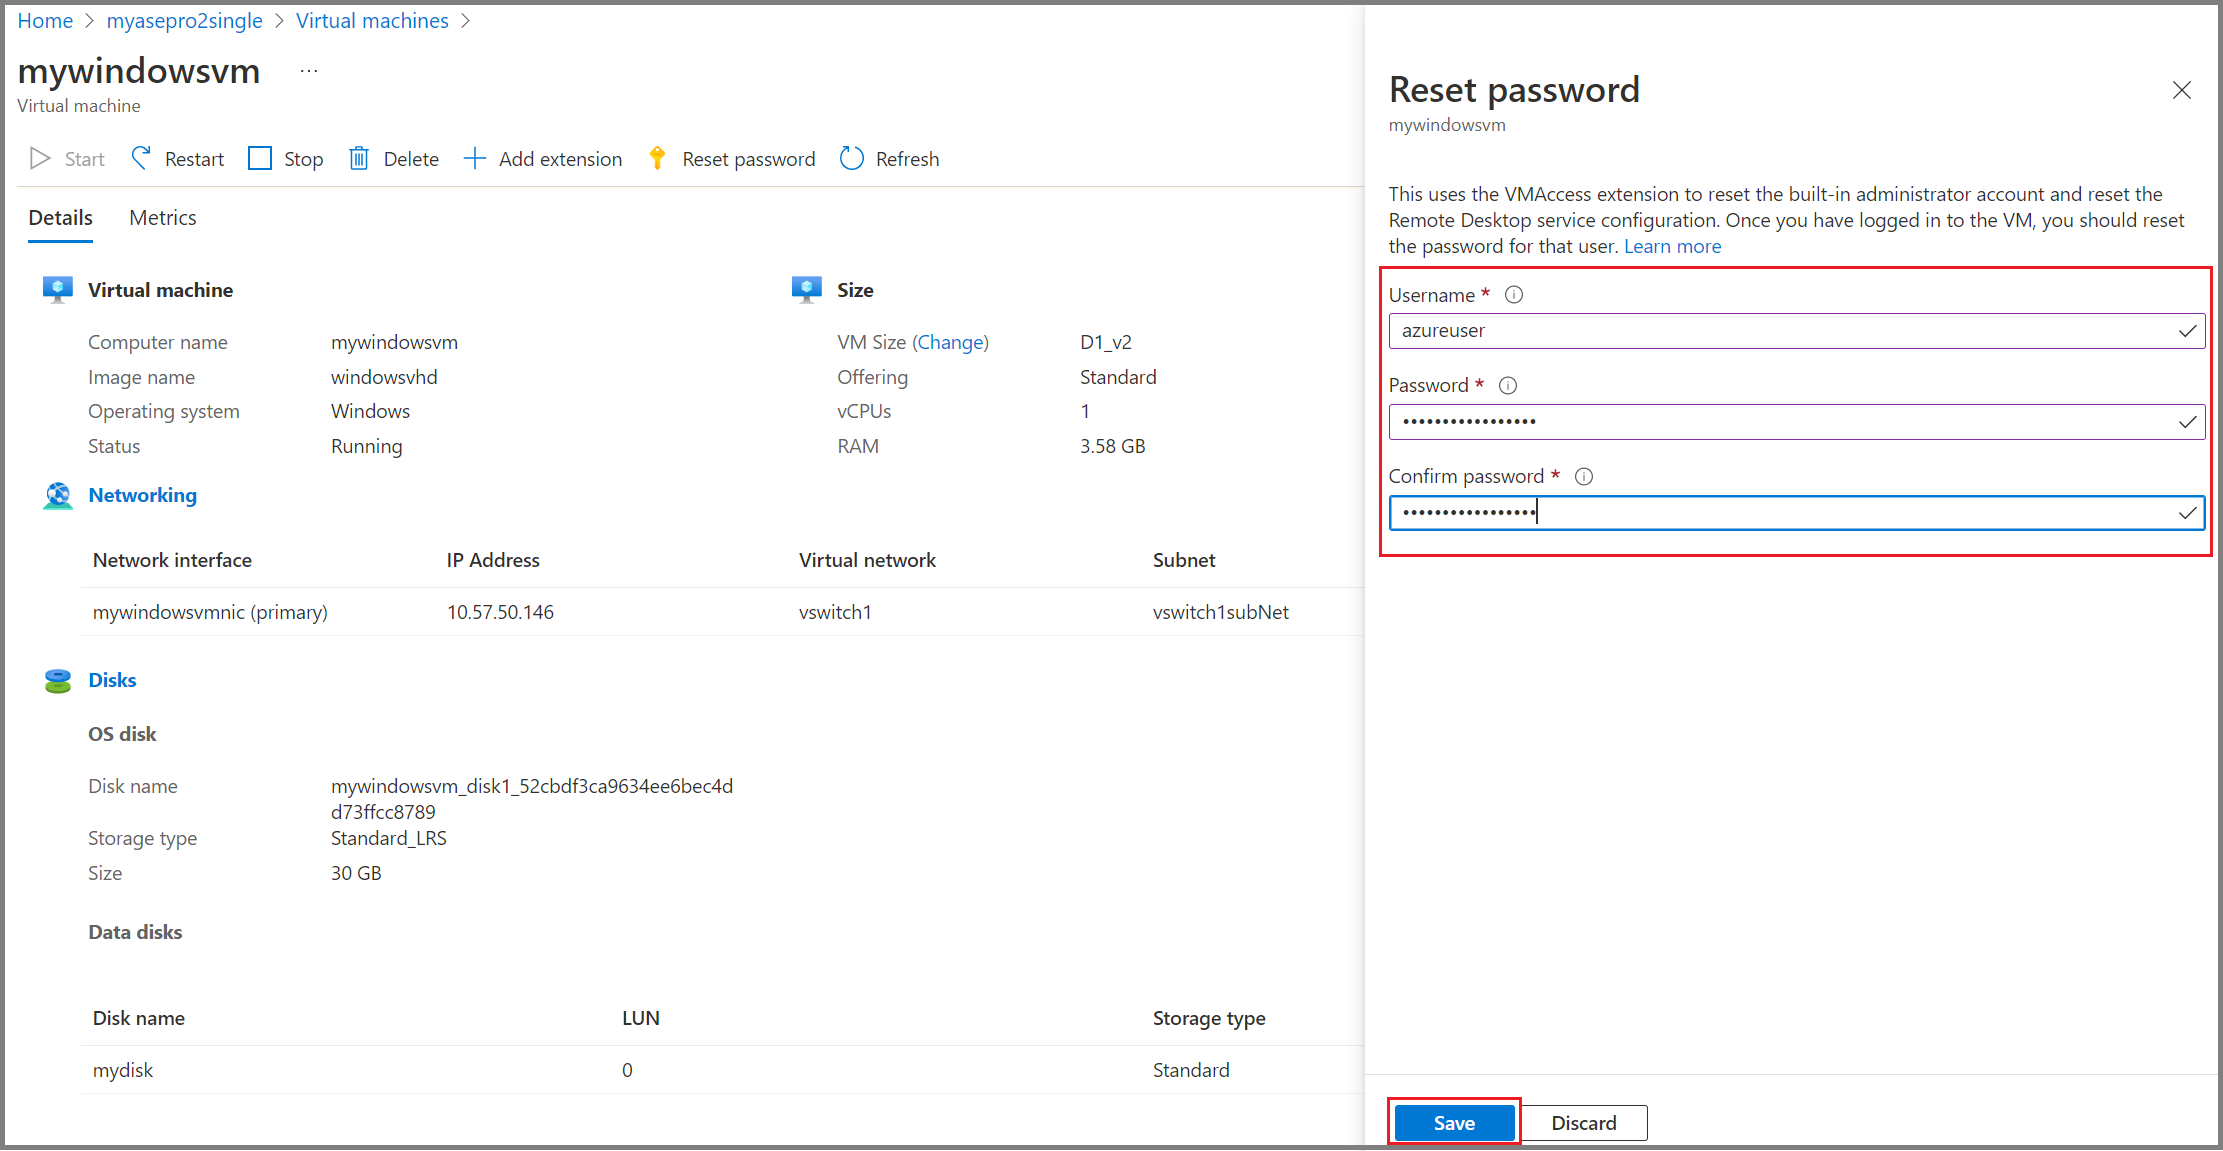 Home > myasepro2single > Virtual machines >
mywindowsvm ...
Virtual machine
Start Restart Stop Delete Add extension Reset password Refresh
Details Metrics
Virtual machine
Computer name mywindowsvm
Image name windowsvhd
Operating system Windows
Status Running
Size
VM Size (Change) D1_v2
Offering Standard
vCPUs 1
RAM 3.58 GB
Networking
Network interface IP Address Virtual network Subnet
mywindowsvmnic (primary) 10.57.50.146 vswitch1 vswitch1subNet
Disks
OS disk
Disk name mywindowsvm_disk1_52cbdf3ca9634ee6bec4d
d73ffcc8789
Storage type Standard_LRS
Size 30 GB
Data disks
Disk name LUN Storage type
mydisk 0 Standard
Reset password
mywindowsvm
This uses the VMAccess extension to reset the built-in administrator account and reset the
Remote Desktop service configuration. Once you have logged in to the VM, you should reset
the password for that user. Learn more
Username *
azureuser
Password *
•••••••••••••••••
Confirm password *
•••••••••••••••••
Save Discard